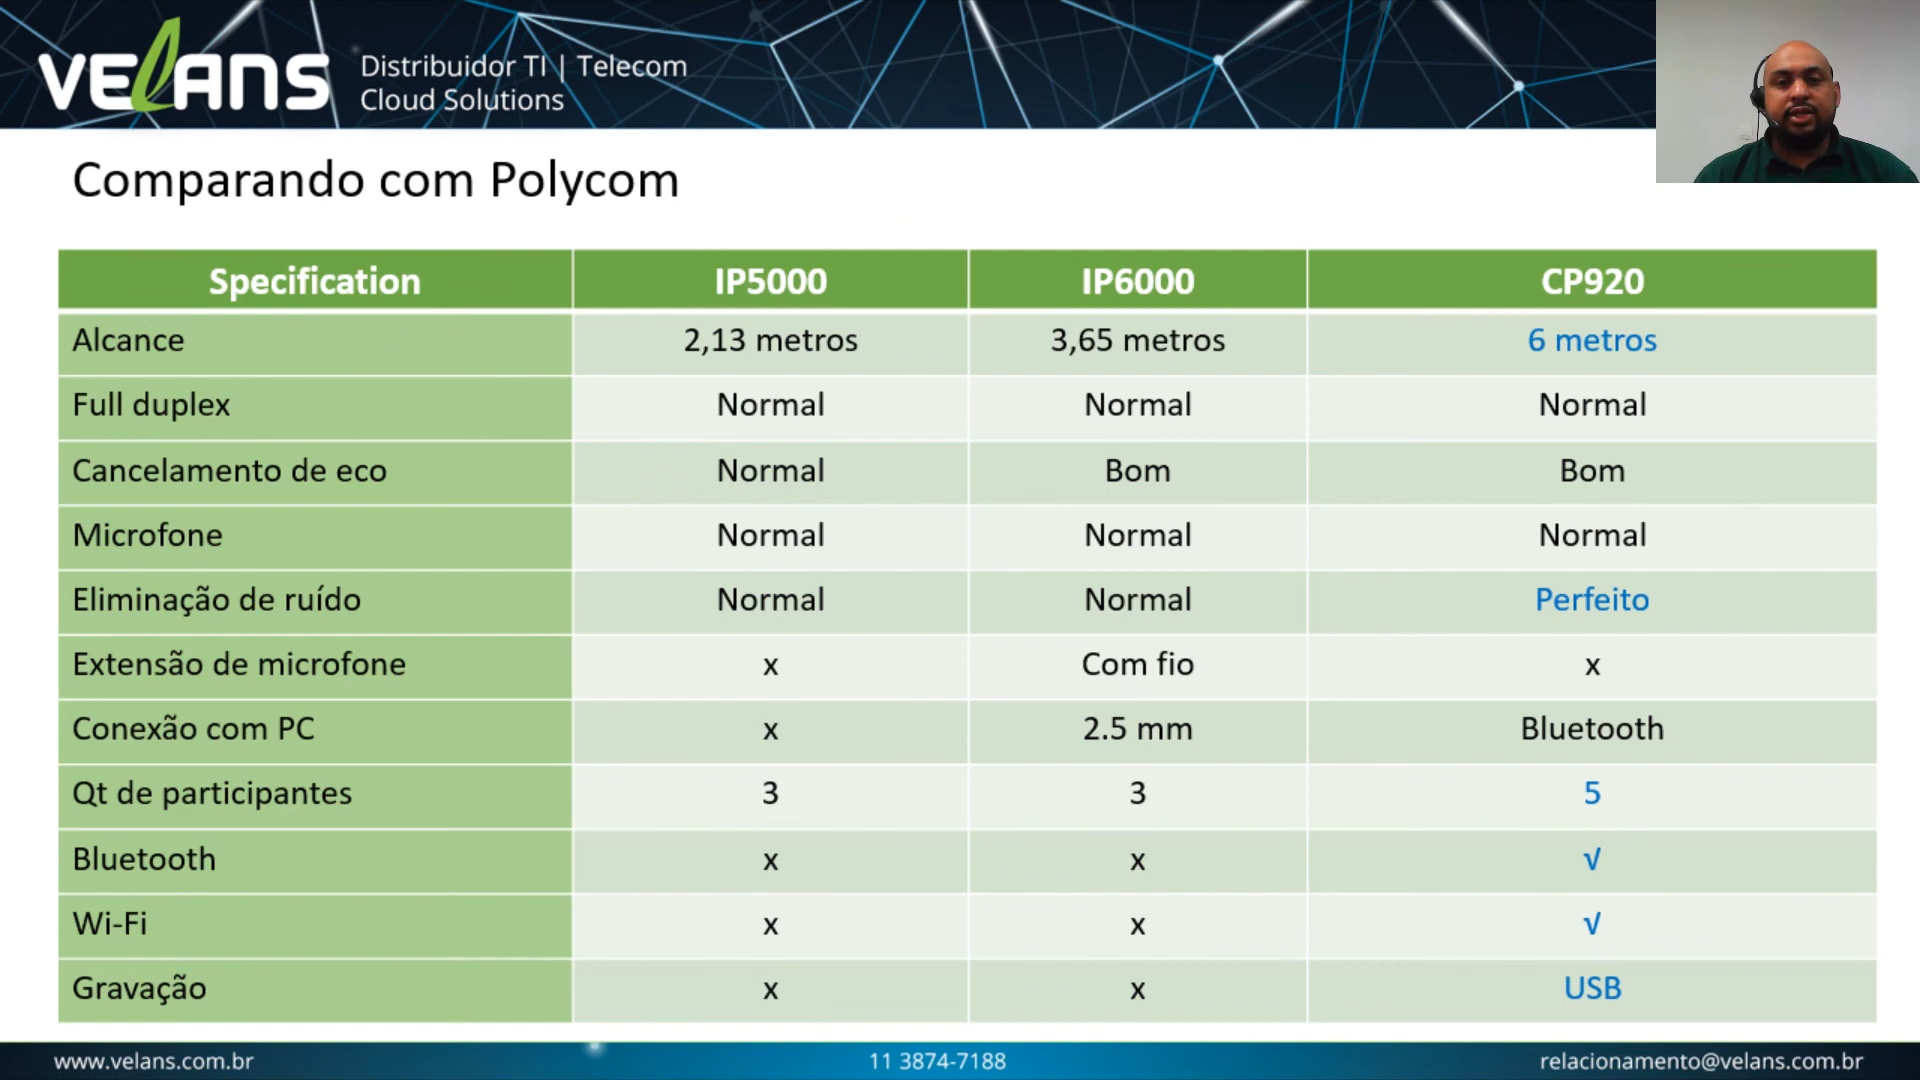 VELANS
Distribuidor TI | Telecom
Cloud Solutions
Comparando com Polycom
Specification IP5000 IP6000 CP920
Alcance 2,13 metros 3,65 metros 6 metros
Full duplex Normal Normal Normal
Cancelamento de eco Normal Bom Bom
Microfone Normal Normal Normal
Eliminação de ruído Normal Normal Perfeito
Extensão de microfone x Com fio x
Conexão com PC x 2.5 mm Bluetooth
Qt de participantes 3 3 5
Bluetooth x x √
Wi-Fi x x √
Gravação x x USB
www.velans.com.br 11 3874-7188 relacionamento@velans.com.br